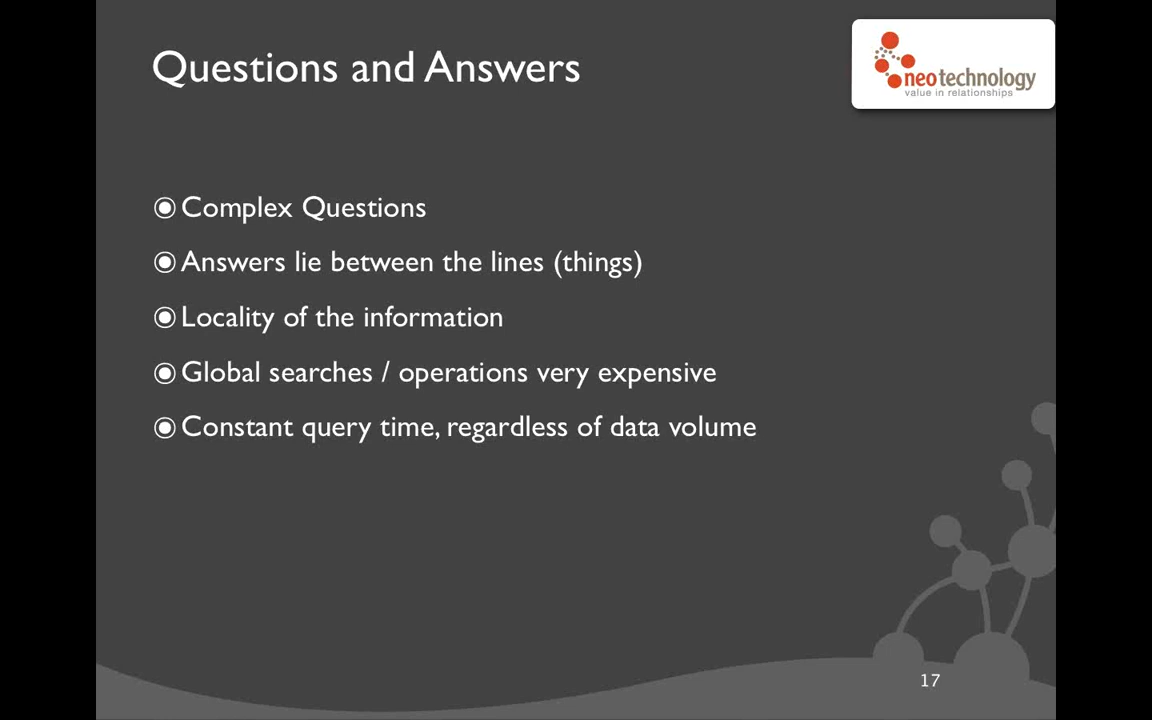 Questions and Answers
neotechnology
value in relationships
Complex Questions
Answers lie between the lines (things)
Locality of the information
Global searches / operations very expensive
Constant query time, regardless of data volume
17